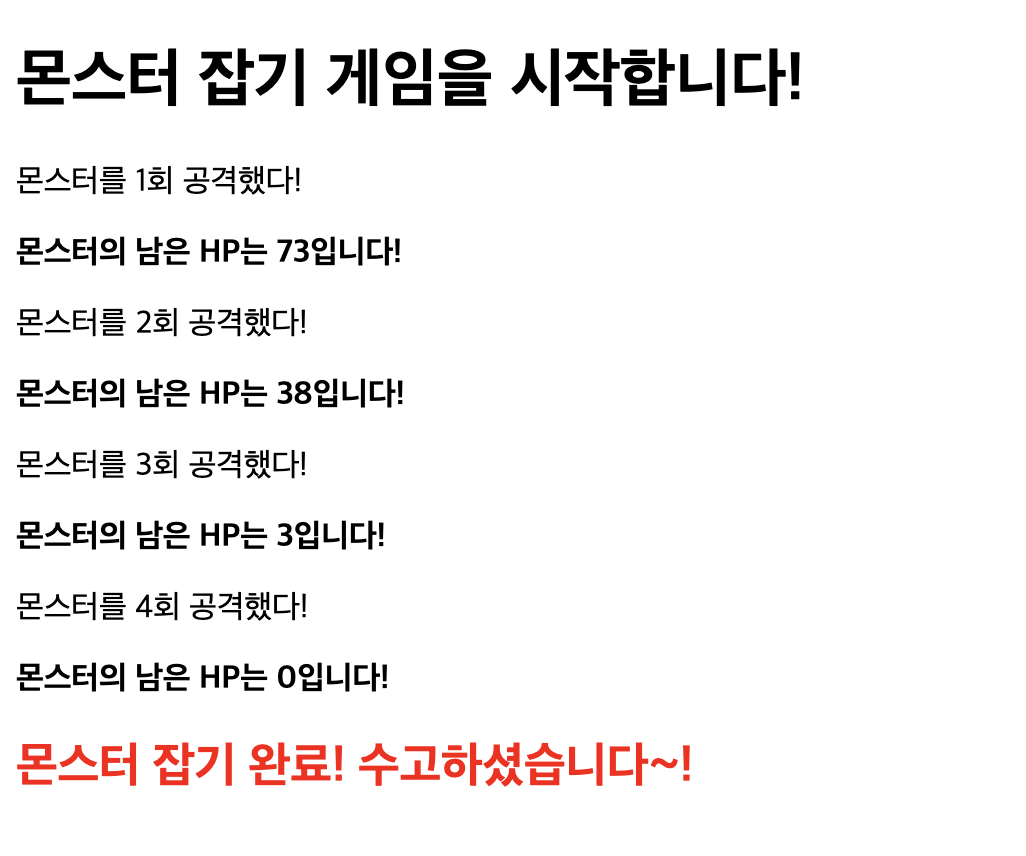 몬스터 잡기 게임을 시작합니다!
몬스터를 1회 공격했다!
몬스터의 남은 HP는 73입니다!
몬스터를 2회 공격했다!
몬스터의 남은 HP는 38입니다!
몬스터를 3회 공격했다!
몬스터의 남은 HP는 3입니다!
몬스터를 4회 공격했다!
몬스터의 남은 HP는 0입니다!
몬스터 잡기 완료! 수고하셨습니다~!